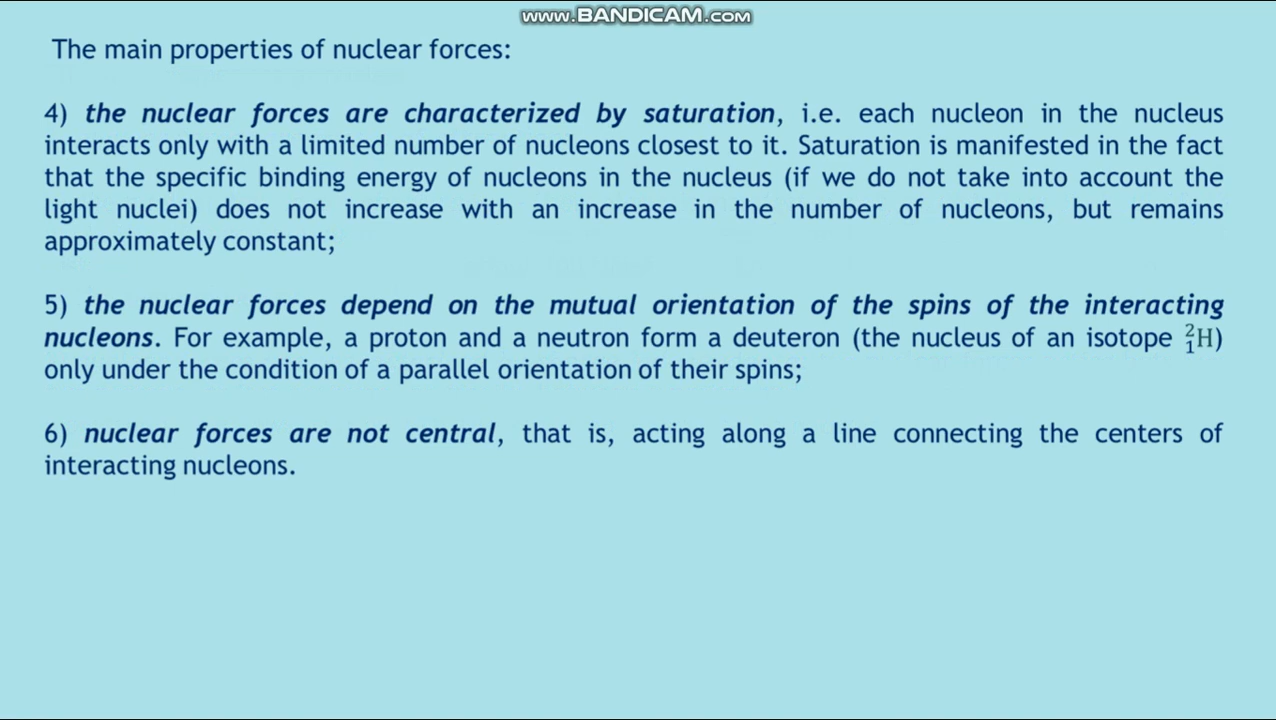 www.BANDICAM.com
The main properties of nuclear forces:
4) the nuclear forces are characterized by saturation, i.e. each nucleon in the nucleus
interacts only with a limited number of nucleons closest to it. Saturation is manifested in the fact
that the specific binding energy of nucleons in the nucleus (if we do not take into account the
light nuclei) does not increase with an increase in the number of nucleons, but remains
approximately constant;
5) the nuclear forces depend on the mutual orientation of the spins of the interacting
nucleons. For example, a proton and a neutron form a deuteron (the nucleus of an isotope ²₁H)
only under the condition of a parallel orientation of their spins;
6) nuclear forces are not central, that is, acting along a line connecting the centers of
interacting nucleons.